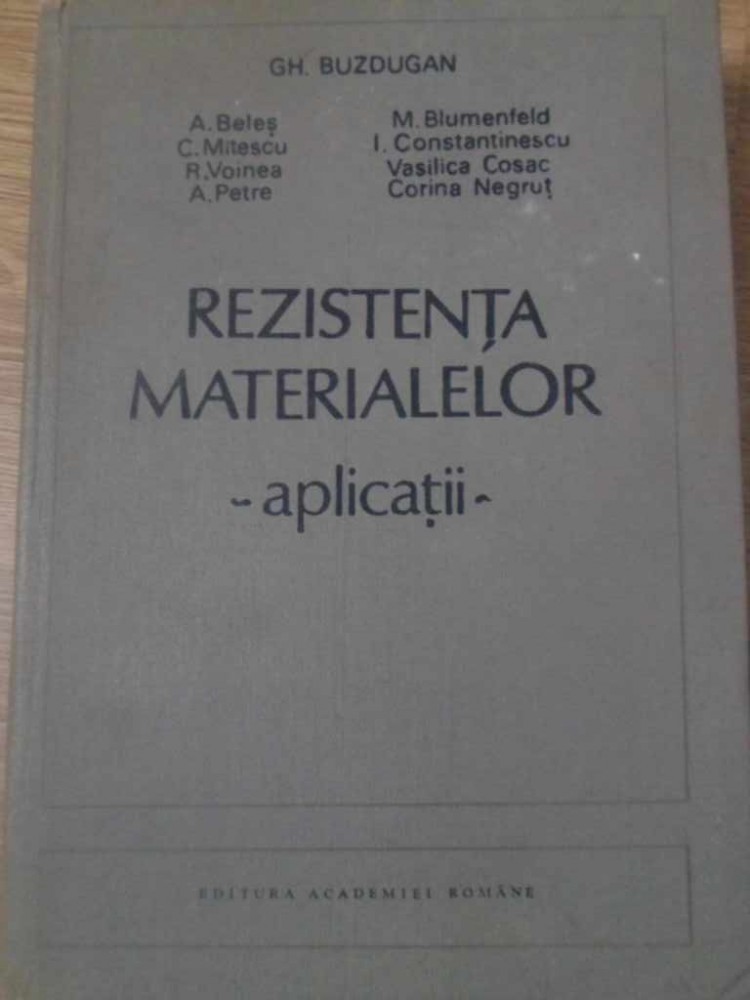 GH. BUZDUGAN
A. Beleș
C. Mitescu
R. Voinea
A. Petre
M. Blumenfeld
I. Constantinescu
Vasilica Cosac
Corina Negruț
REZISTENȚA
MATERIALELOR
- aplicații -
EDITURA ACADEMIEI ROMÂNE